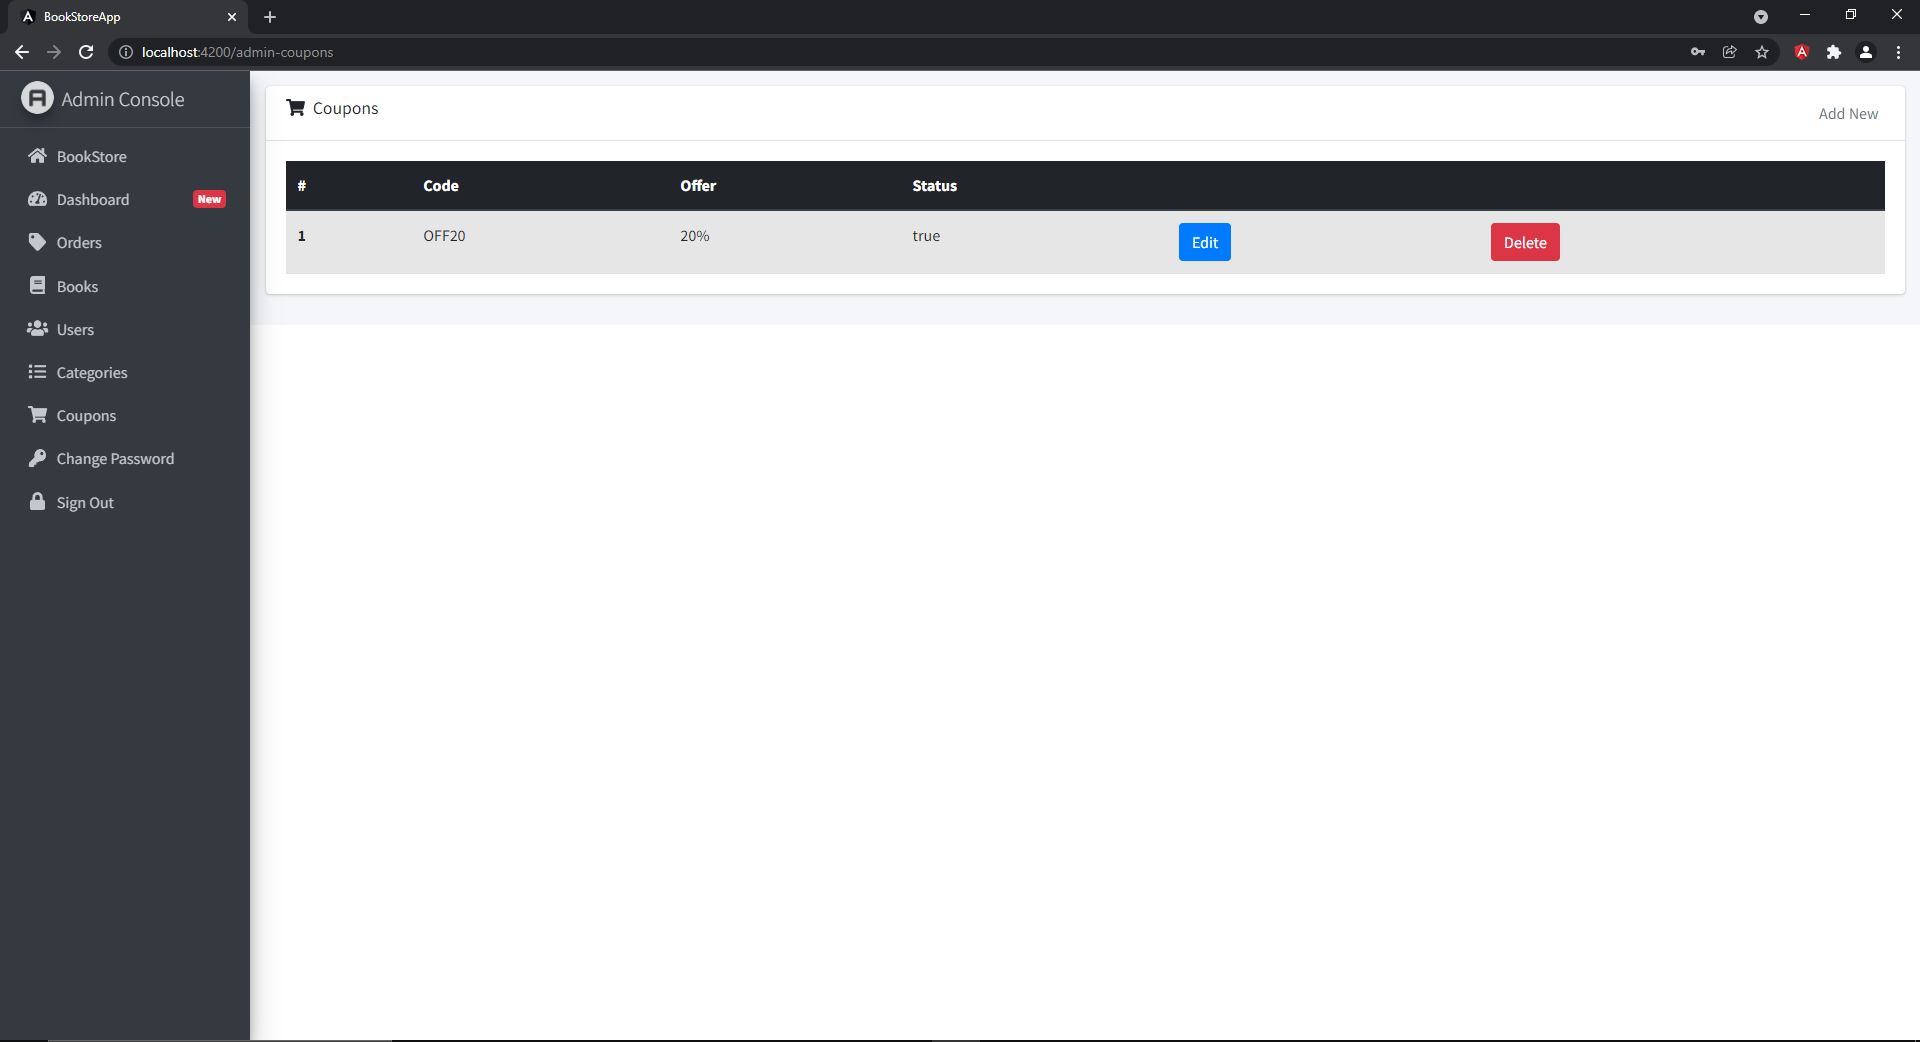 BookStoreApp
localhost:4200/admin-coupons
Admin Console
BookStore
Dashboard New
Orders
Books
Users
Categories
Coupons
Change Password
Sign Out
Coupons
Add New
# Code Offer Status
1 OFF20 20% true Edit Delete